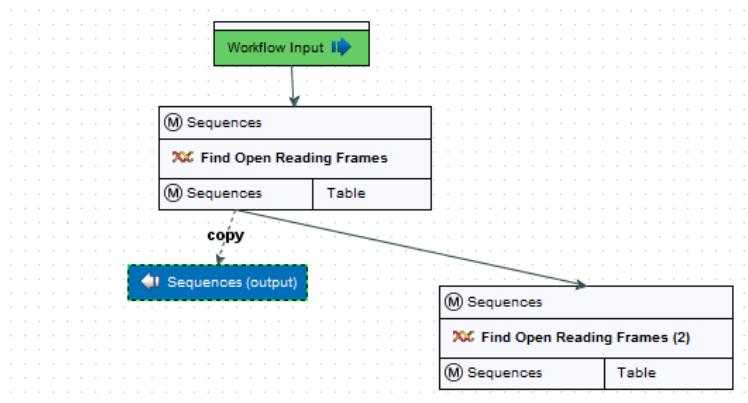 Workflow Input
M Sequences
Find Open Reading Frames
M Sequences Table
copy
Sequences (output)
M Sequences
Find Open Reading Frames (2)
M Sequences Table